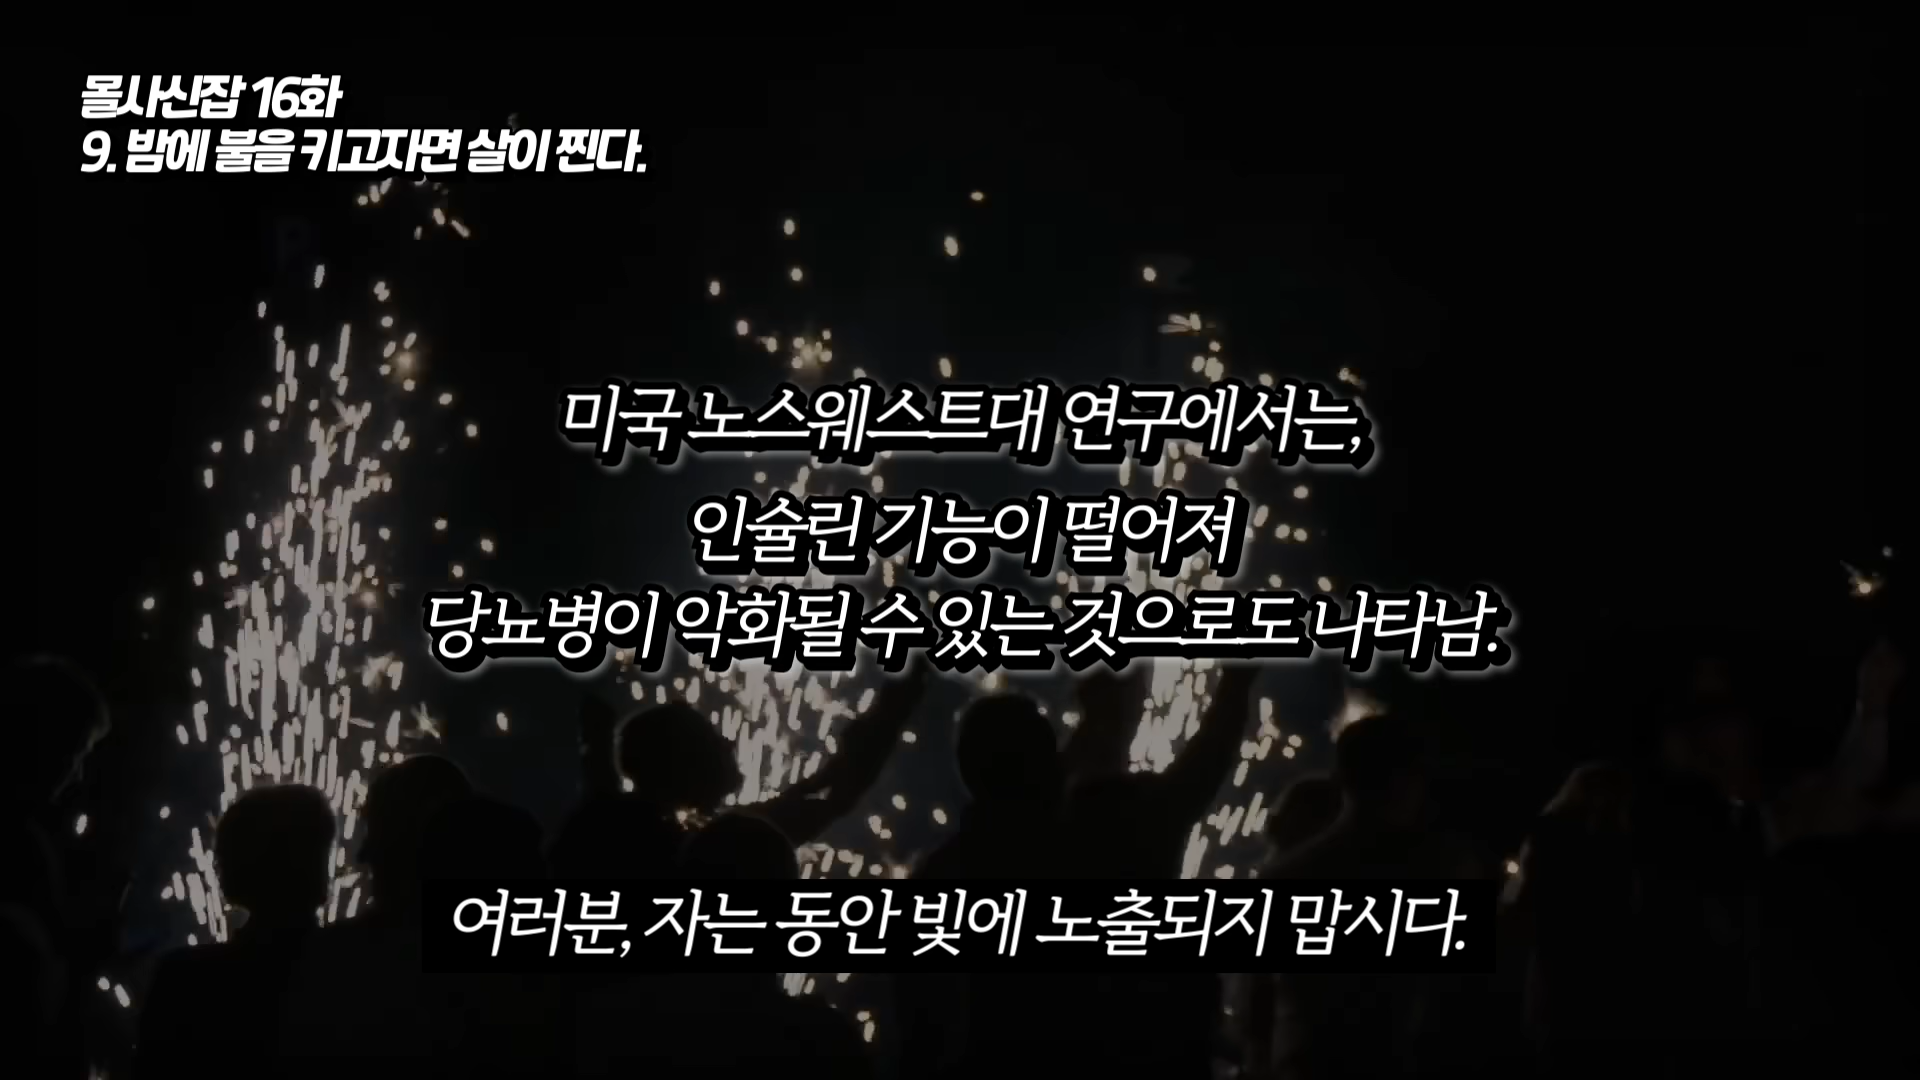 몰사신잡 16화
9. 밤에 불을 키고자면 살이 찐다.
미국 노스웨스트대 연구에서는,
인슐린 기능이 떨어져
당뇨병이 악화될 수 있는 것으로도 나타남.
여러분, 자는 동안 빛에 노출되지 맙시다.